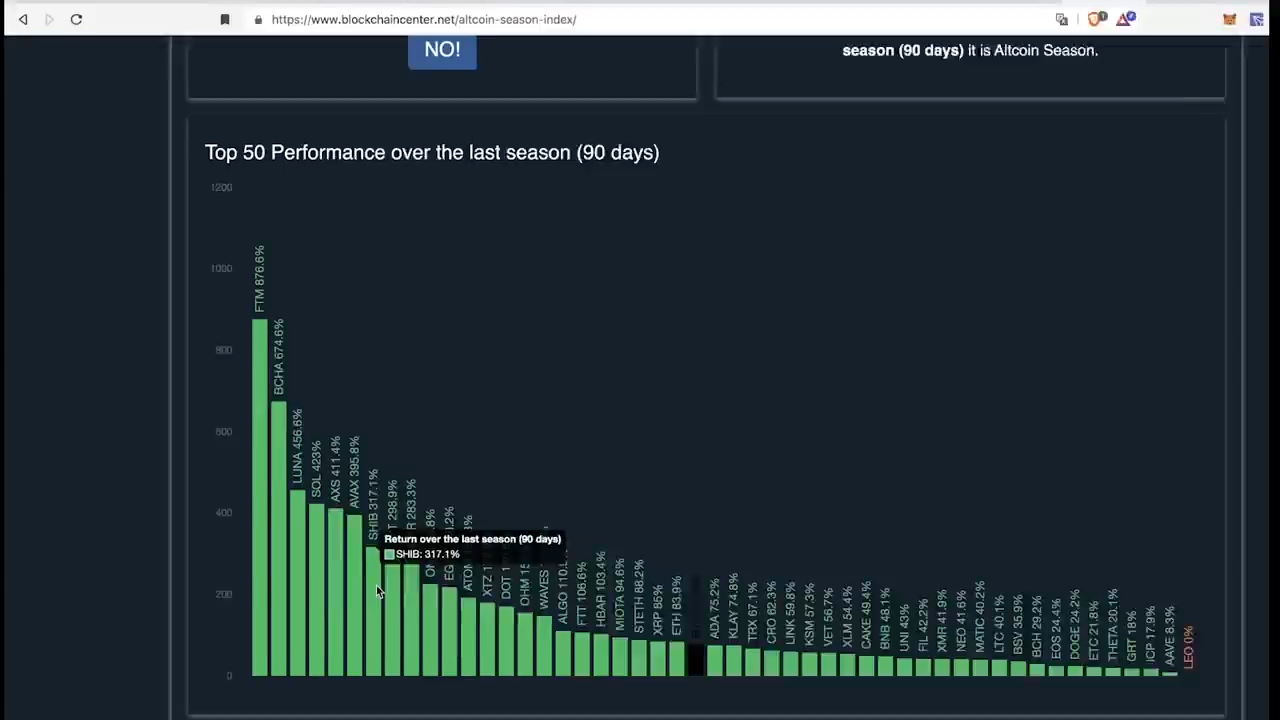 https://www.blockchaincenter.net/altcoin-season-index/
NO!
season (90 days) it is Altcoin Season.
Top 50 Performance over the last season (90 days)
1200
1000
800
600
400
200
0
FTM 876.6%
BCHA 674.6%
LUNA 456.6%
SOL 423%
AXS 411.4%
AVAX 395.8%
SHIB 317.1%
298.9%
283.3%
Return over the last season (90 days)
SHIB: 317.1%
XTZ
DOT
OHM
WAVES
ALGO
FTT 106.6%
HBAR 103.4%
MIOTA 94.6%
STETH 88.2%
XRP 85%
ETH 83.9%
ADA 75.2%
KLAY 74.8%
TRX 67.1%
CRO 62.3%
LINK 59.8%
KSM 57.3%
VET 56.7%
XLM 54.4%
CAKE 49.4%
BNB 48.1%
UNI 43%
FIL 42.2%
XMR 41.9%
NEO 41.6%
MATIC 40.2%
LTC 40.1%
BSV 35.9%
BCH 29.2%
EOS 24.4%
DOGE 24.2%
ETC 21.8%
THETA 20.1%
GRT 18%
ICP 17.9%
AAVE 8.3%
LEO 0%